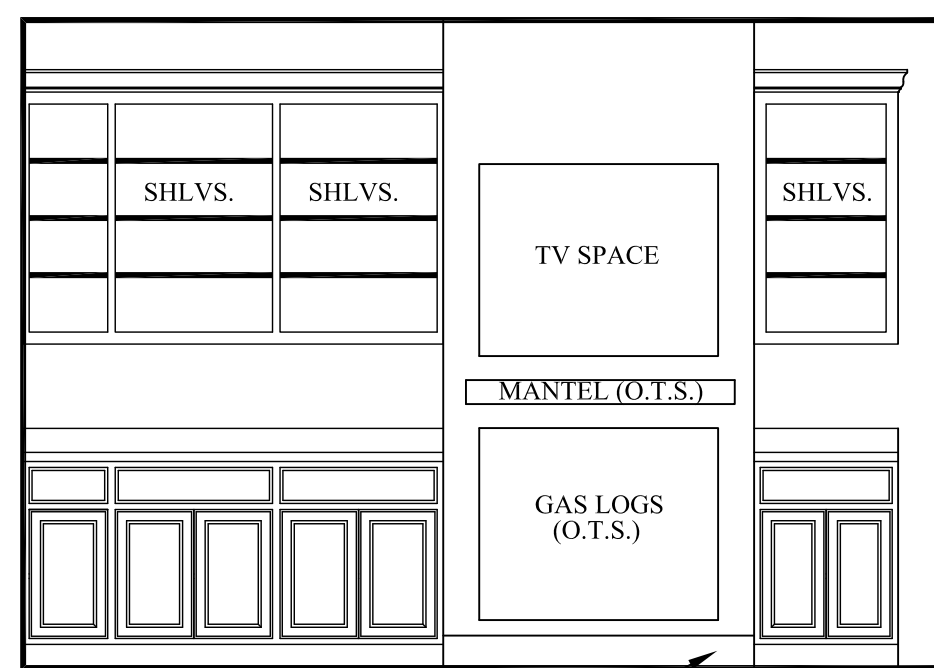 SHLVS.
SHLVS.
SHLVS.
TV SPACE
MANTEL (O.T.S.)
GAS LOGS
(O.T.S.)